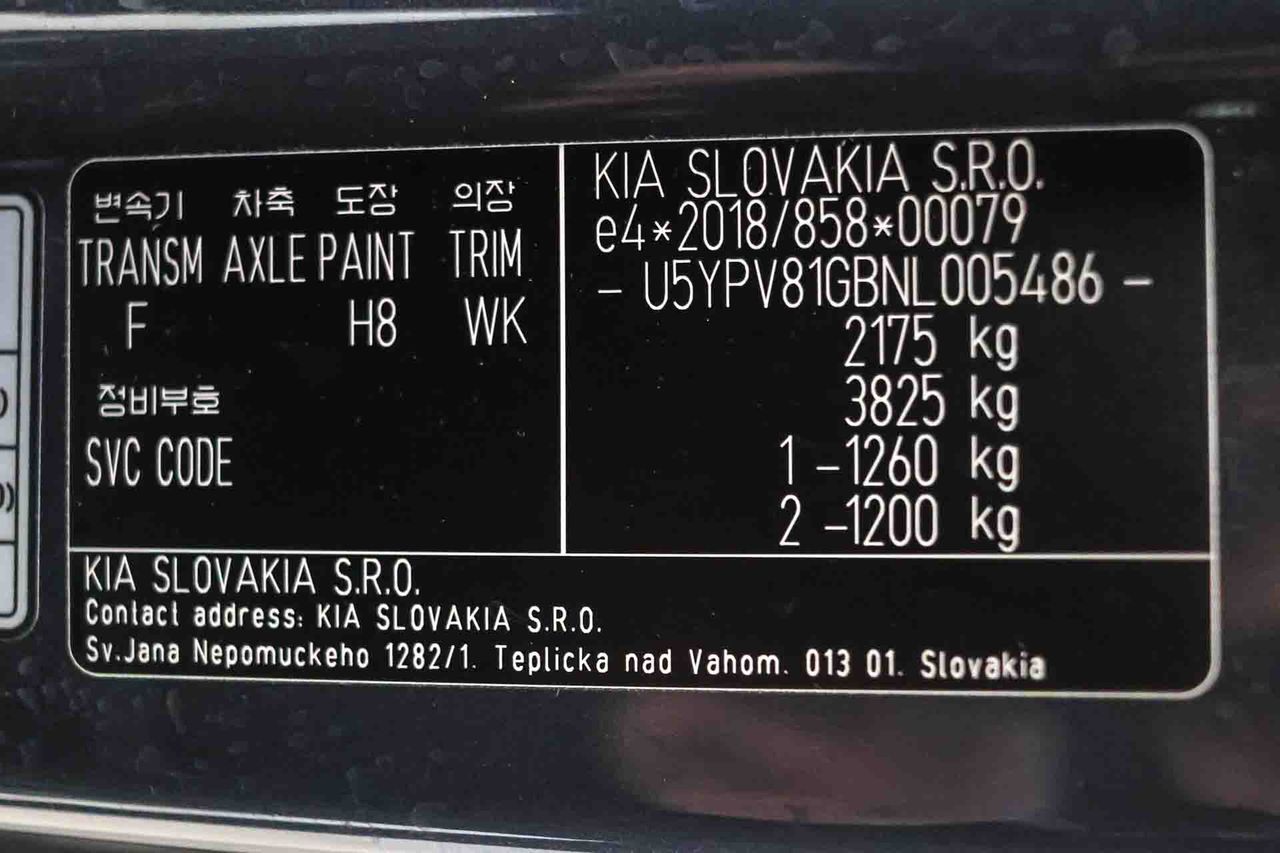 변속기 차축 도장 의장
TRANSM AXLE PAINT TRIM
F H8 WK
정비부호
SVC CODE
KIA SLOVAKIA S.R.O.
e4*2018/858*00079
- U5YPV81GBNL005486 -
2175 kg
3825 kg
1 -1260 kg
2 -1200 kg
KIA SLOVAKIA S.R.O.
Contact address: KIA SLOVAKIA S.R.O.
Sv.Jana Nepomuckeho 1282/1. Teplicka nad Vahom. 013 01. Slovakia